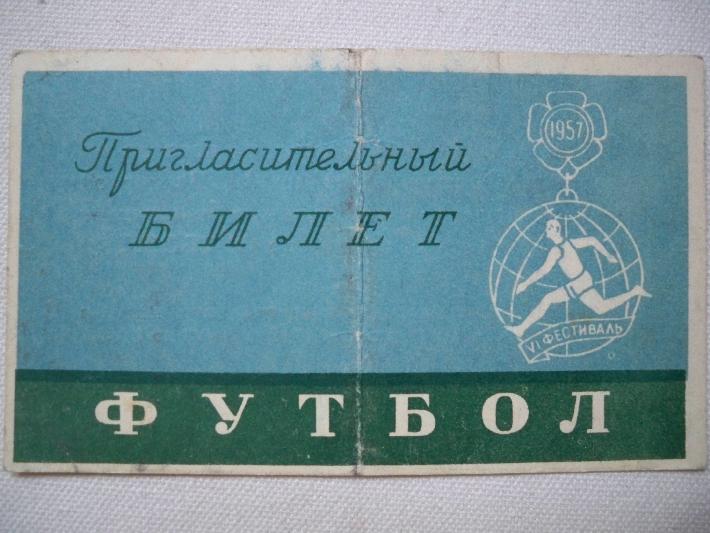 Пригласительный
БИЛЕТ
1957
VI ФЕСТИВАЛЬ
ФУТБОЛ